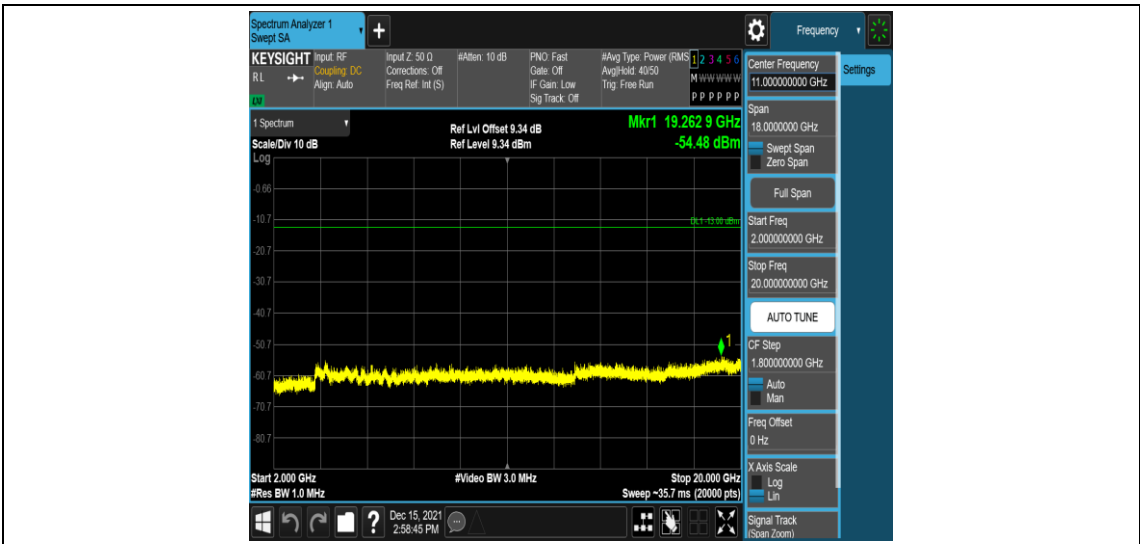 Spectrum Analyzer 1
Swept SA
+
Frequency
KEYSIGHT
RL
LXI
Input: RF
Coupling: DC
Align: Auto
Input Z: 50 Ω
Corrections: Off
Freq Ref: Int (S)
#Atten: 10 dB
PNO: Fast
Gate: Off
IF Gain: Low
Sig Track: Off
#Avg Type: Power (RMS
Avg|Hold: 40/50
Trig: Free Run
1 2 3 4 5 6
M W W W W W
P P P P P P
Center Frequency
11.000000000 GHz
Settings
Span
18.0000000 GHz
Swept Span
Zero Span
Full Span
Start Freq
2.000000000 GHz
Stop Freq
20.000000000 GHz
AUTO TUNE
CF Step
1.800000000 GHz
Auto
Man
Freq Offset
0 Hz
X Axis Scale
Log
Lin
Signal Track
(Span Zoom)
1 Spectrum
Scale/Div 10 dB
Log
Ref Lvl Offset 9.34 dB
Ref Level 9.34 dBm
Mkr1 19.262 9 GHz
-54.48 dBm
-0.66
-10.7
DL1 -13.00 dBm
-20.7
-30.7
-40.7
-50.7
1
-60.7
-70.7
-80.7
Start 2.000 GHz
#Video BW 3.0 MHz
Stop 20.000 GHz
#Res BW 1.0 MHz
Sweep ~35.7 ms (20000 pts)
?
Dec 15, 2021
2:58:45 PM